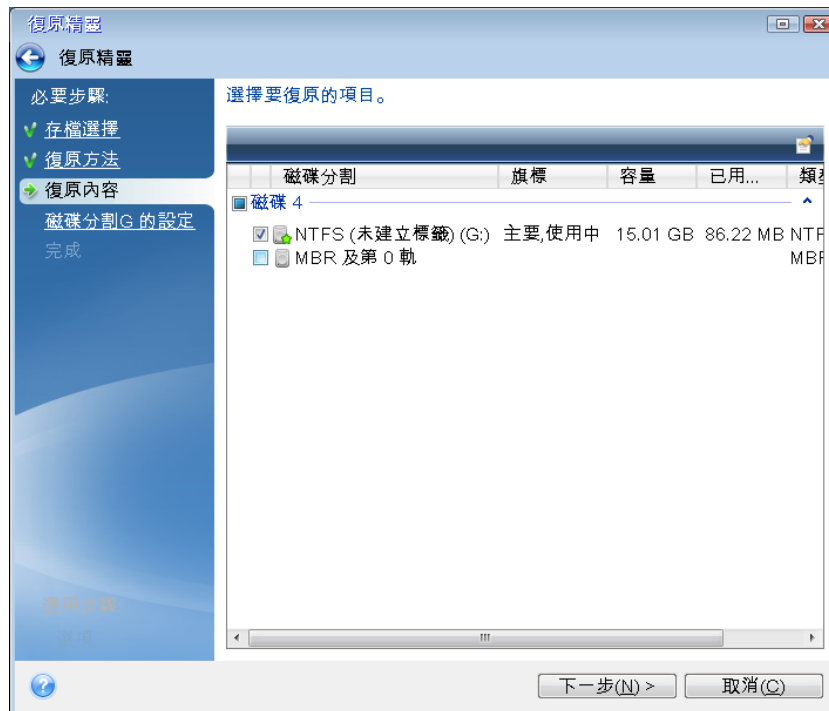 復原精靈
復原精靈
必要步驟:
存檔選擇
復原方法
復原內容
磁碟分割G 的設定
完成
選擇要復原的項目。
磁碟分割 旗標 容量 已用... 類型
磁碟 4
NTFS (未建立標籤) (G:) 主要,使用中 15.01 GB 86.22 MB NTF
MBR 及第 0 軌 MBF
選項
下一步(N) >
取消(C)